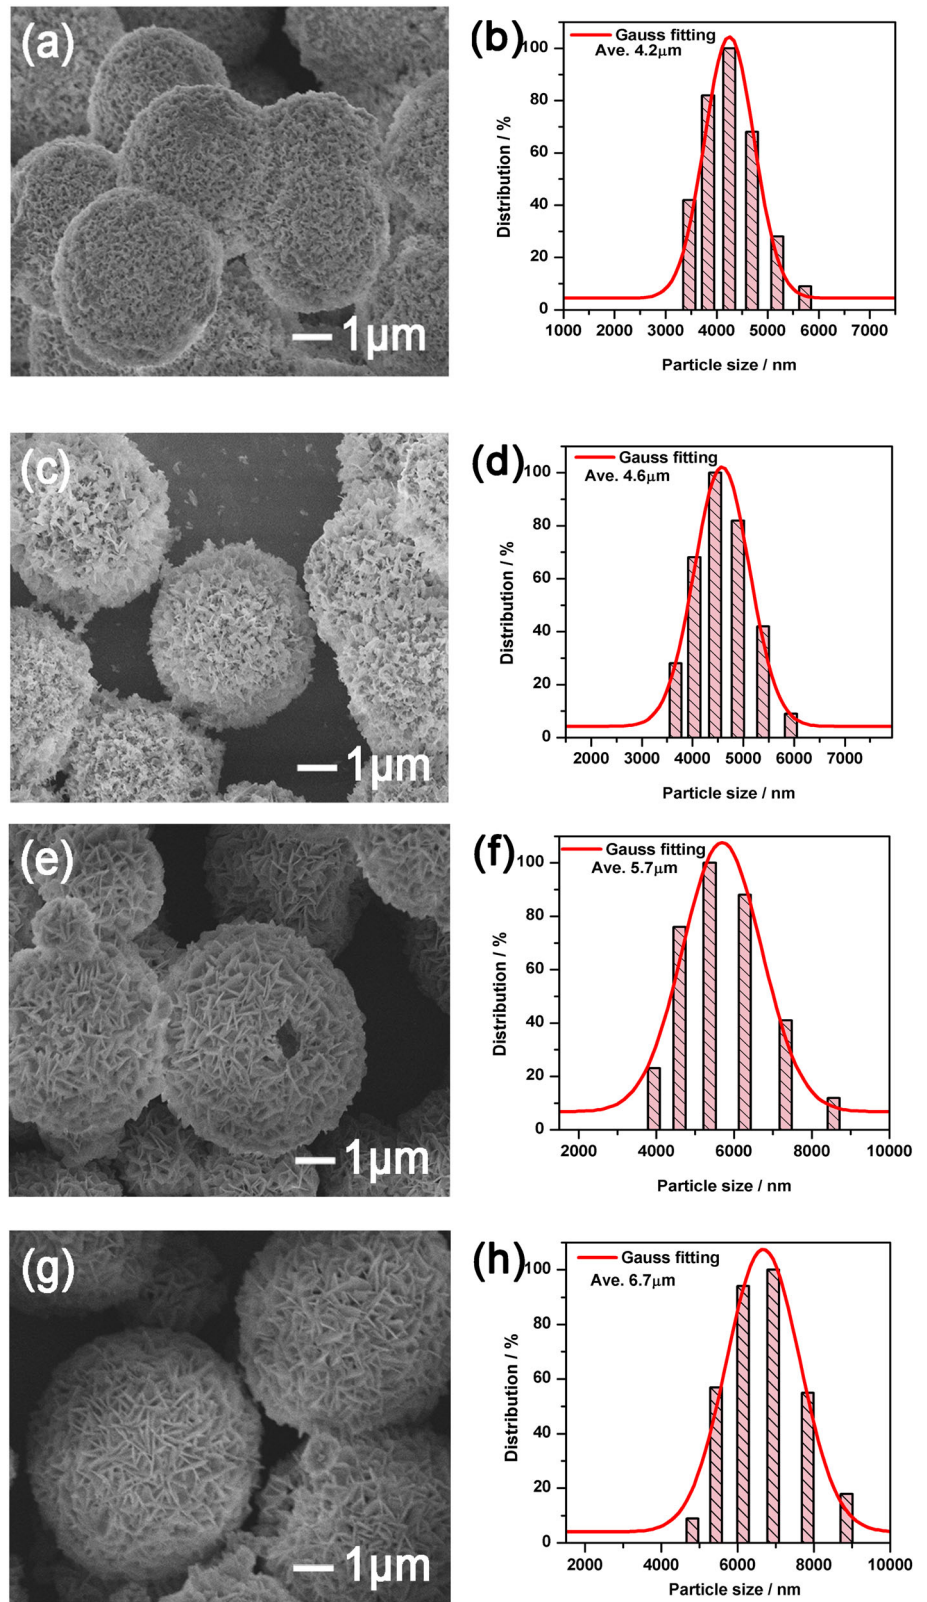 (a)
1μm
(b)
Gauss fitting
Ave. 4.2μm
Distribution / %
100
80
60
40
20
0
1000 2000 3000 4000 5000 6000 7000
Particle size / nm
(c)
1μm
(d)
Gauss fitting
Ave. 4.6μm
Distribution / %
100
80
60
40
20
0
2000 3000 4000 5000 6000 7000
Particle size / nm
(e)
1μm
(f)
Gauss fitting
Ave. 5.7μm
Distribution / %
100
80
60
40
20
0
2000 4000 6000 8000 10000
Particle size / nm
(g)
1μm
(h)
Gauss fitting
Ave. 6.7μm
Distribution / %
100
80
60
40
20
0
2000 4000 6000 8000 10000
Particle size / nm